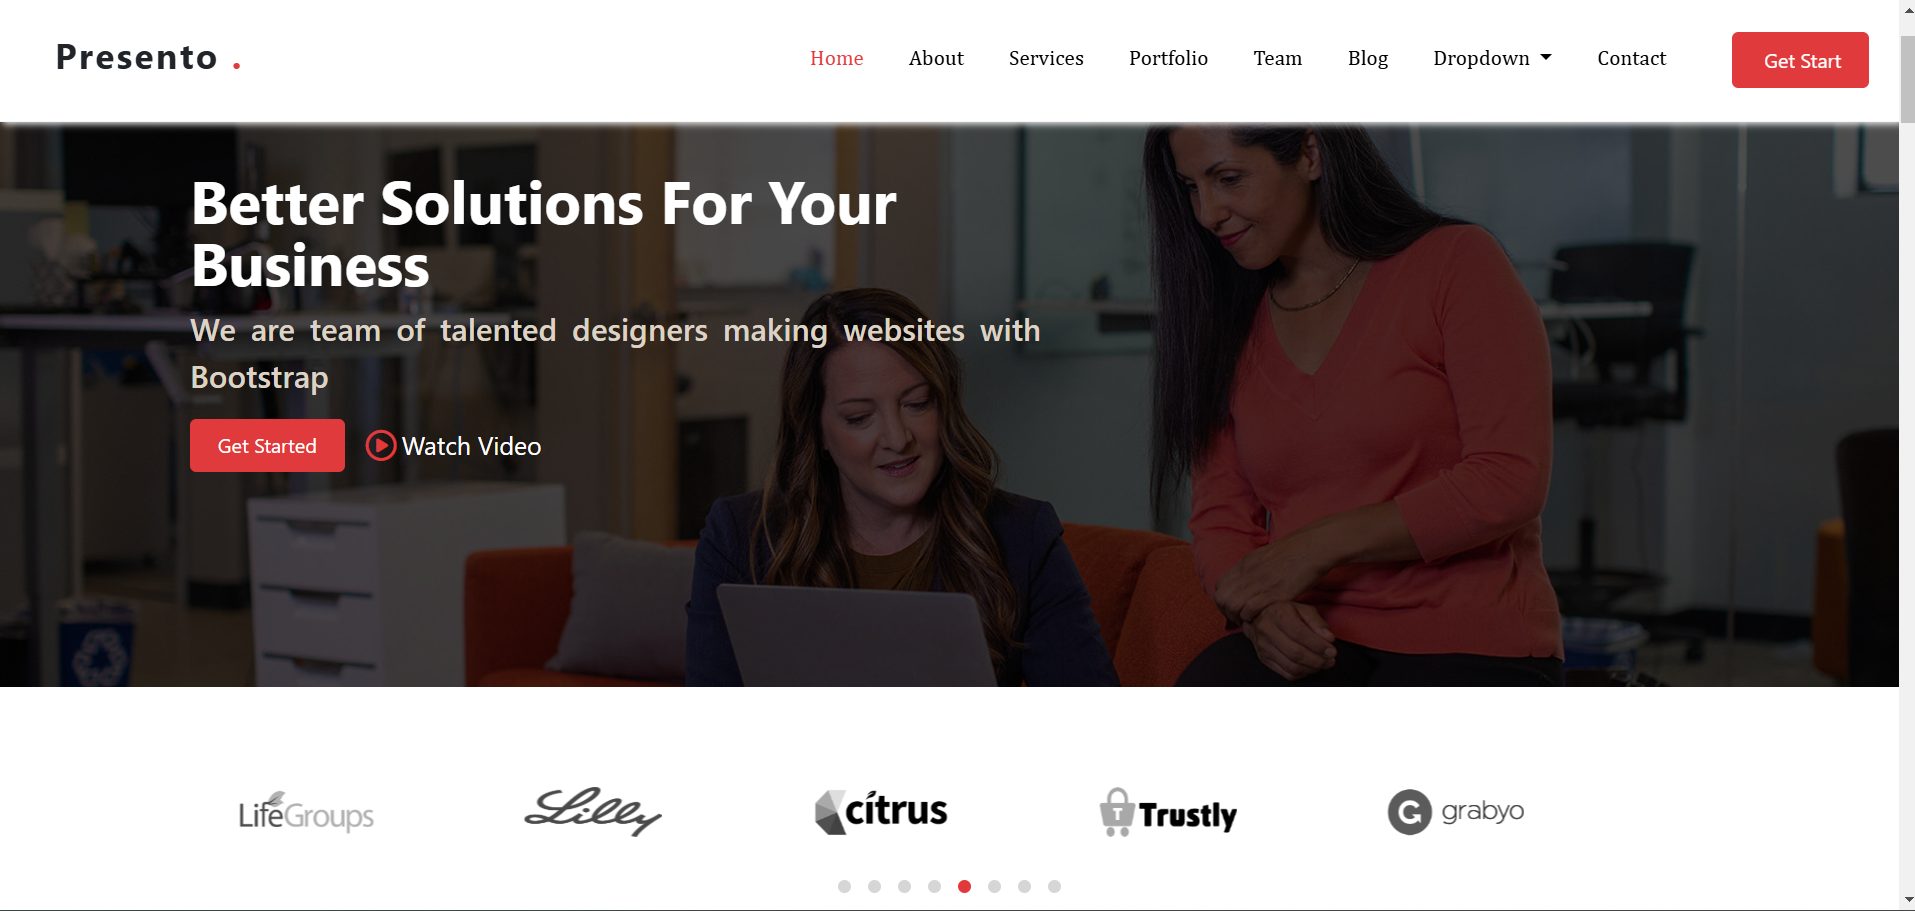 Presento .
Home About Services Portfolio Team Blog Dropdown Contact Get Start
Better Solutions For Your
Business
We are team of talented designers making websites with
Bootstrap
Get Started Watch Video
LifeGroups Lilly cítrus T Trustly G grabyo